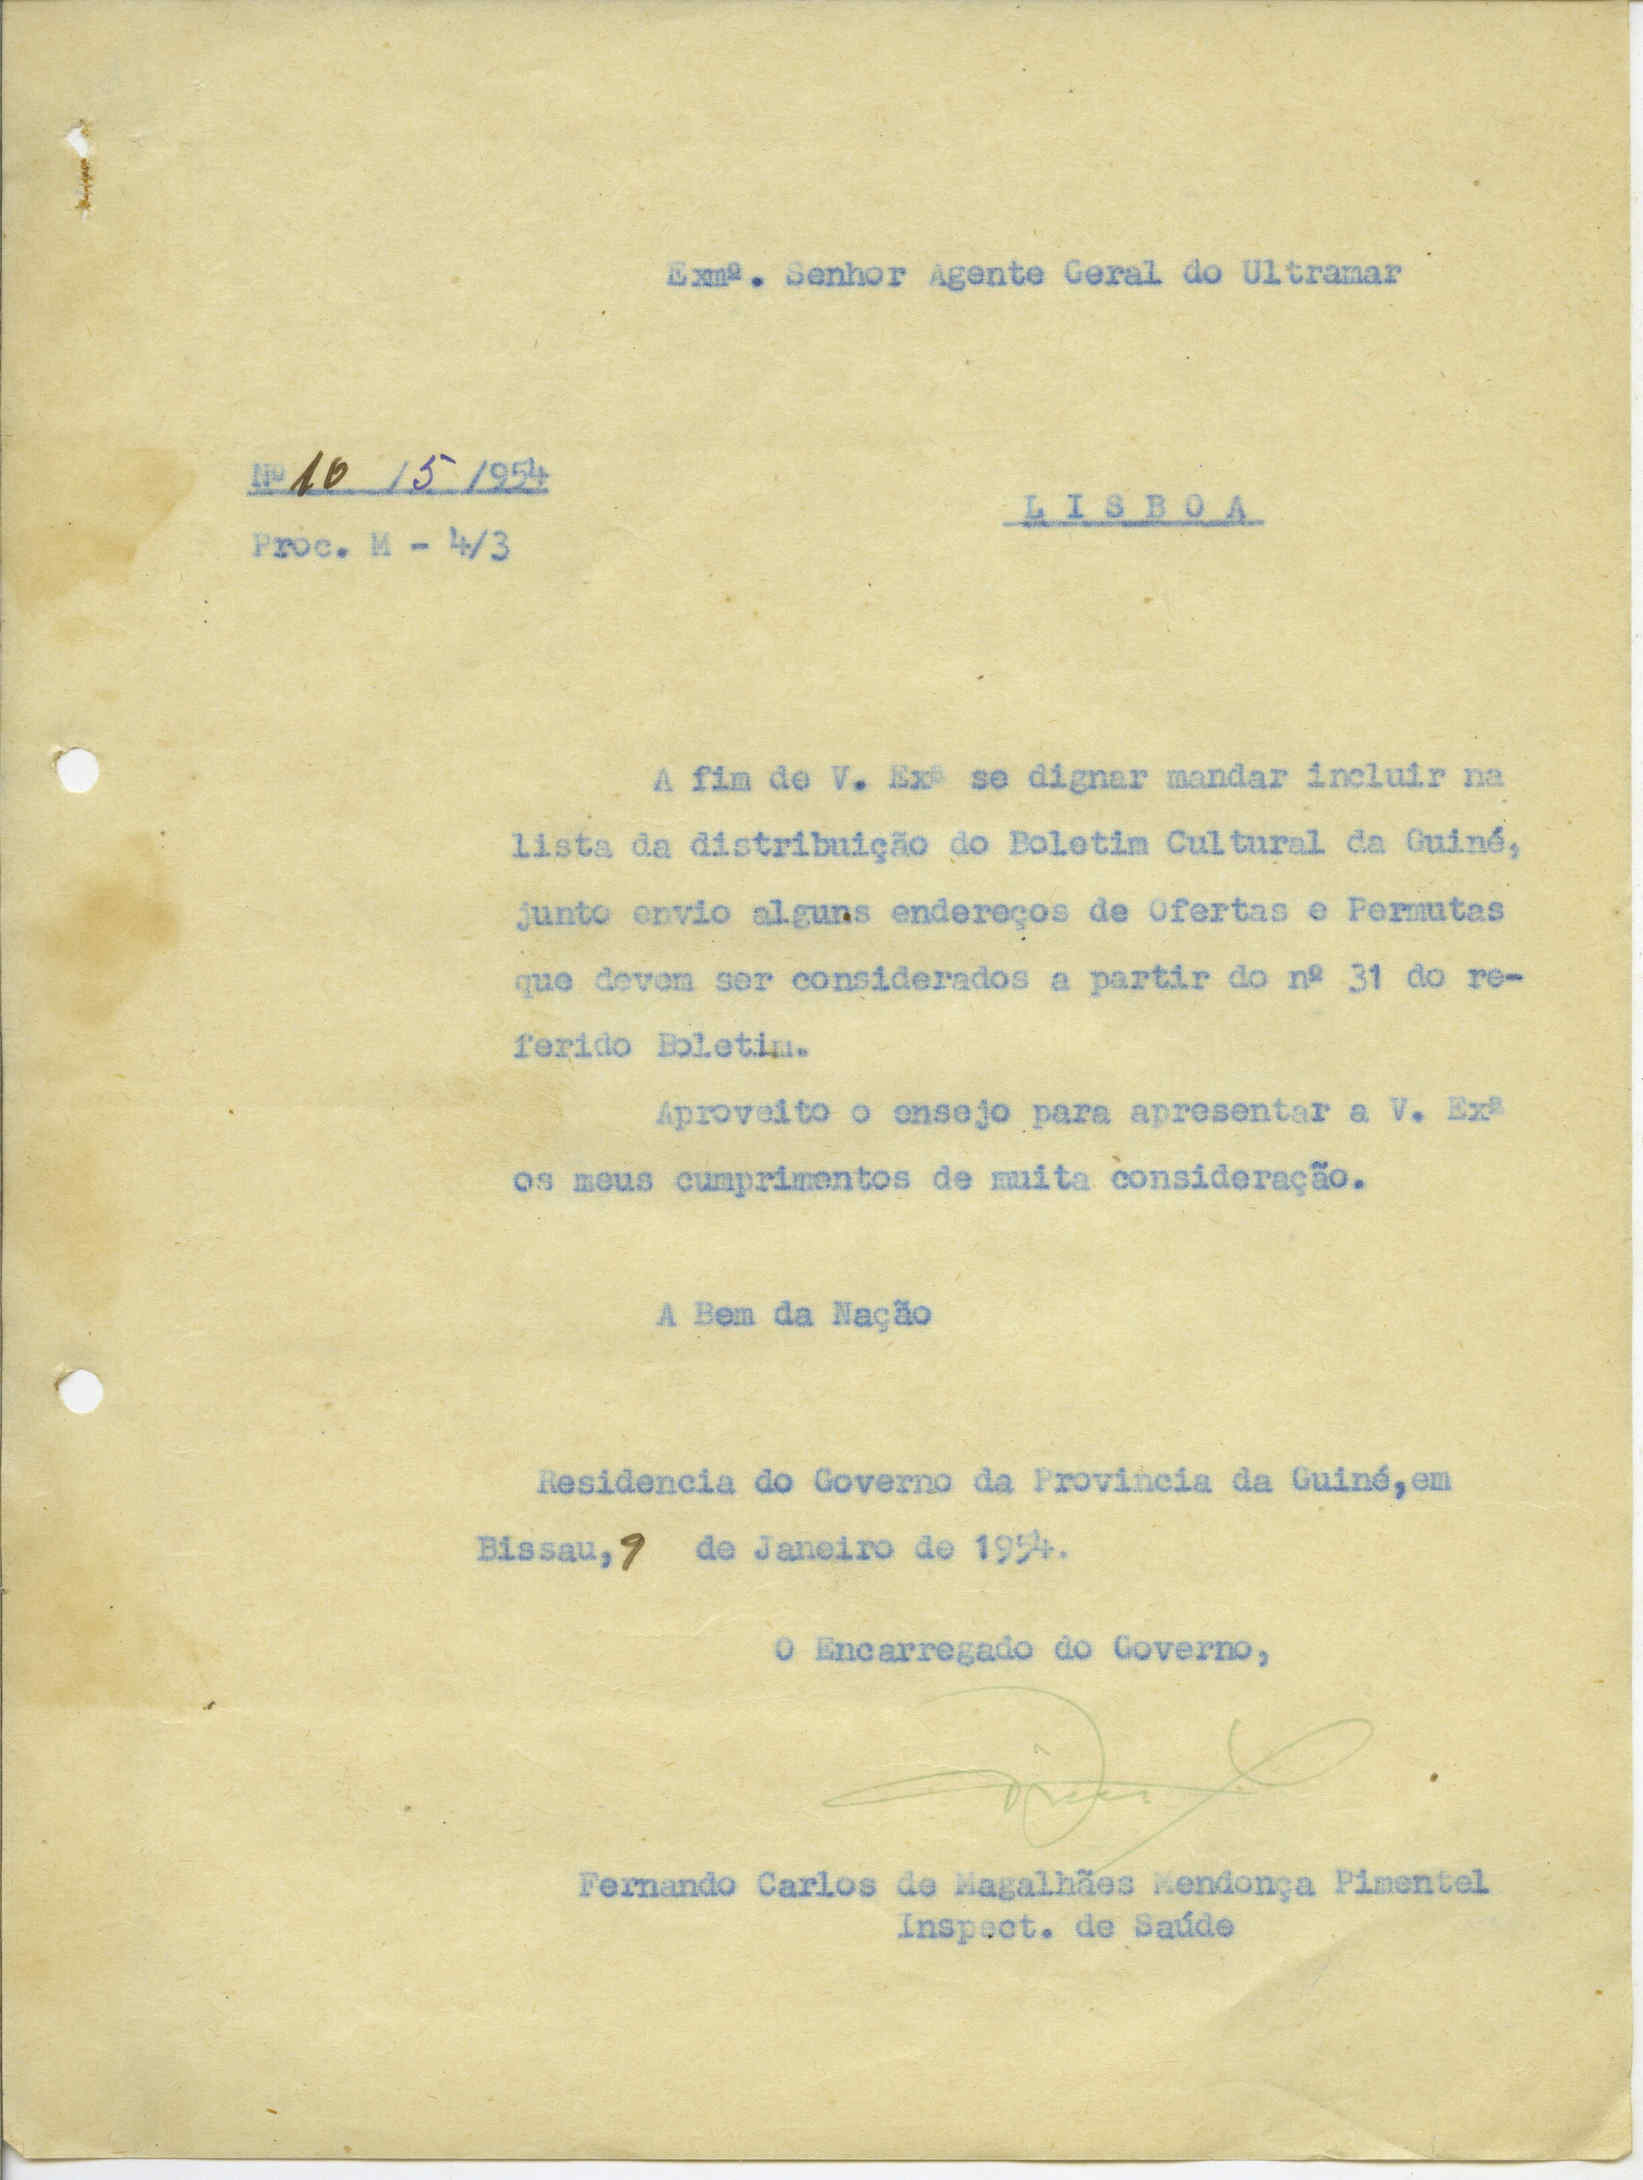 Exmº. Senhor Agente Geral do Ultramar
Nº 10 /5 /954
L I S B O A
Proc. M - 4/3
A fim de V. Exª se dignar mandar incluir na
lista da distribuição do Boletim Cultural da Guiné,
junto envio alguns endereços de Ofertas e Permutas
que devem ser considerados a partir do nº 31 do re-
ferido Boletim.
Aproveito o ensejo para apresentar a V. Exª
os meus cumprimentos de muita consideração.
A Bem da Nação
Residencia do Governo da Provincia da Guiné,em
Bissau,9 de Janeiro de 1954.
O Encarregado do Governo,
Fernando Carlos de Magalhães Mendonça Pimentel
Inspect. de Saúde